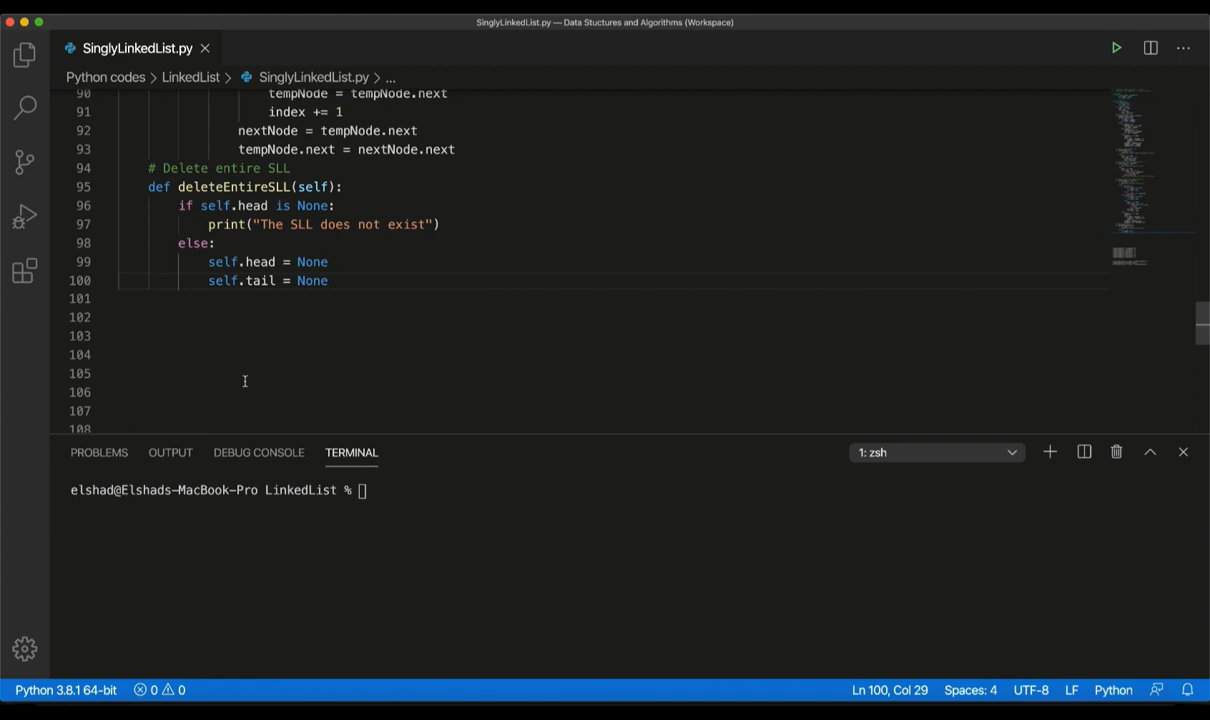 SinglyLinkedList.py — Data Stuctures and Algorithms (Workspace)
SinglyLinkedList.py
Python codes > LinkedList > SinglyLinkedList.py > ...
90 tempNode = tempNode.next
91 index += 1
92 nextNode = tempNode.next
93 tempNode.next = nextNode.next
94 # Delete entire SLL
95 def deleteEntireSLL(self):
96 if self.head is None:
97 print("The SLL does not exist")
98 else:
99 self.head = None
100 self.tail = None
101
102
103
104
105
106
107
108
PROBLEMS OUTPUT DEBUG CONSOLE TERMINAL 1: zsh
elshad@Elshads-MacBook-Pro LinkedList %
Python 3.8.1 64-bit 0 0 Ln 100, Col 29 Spaces: 4 UTF-8 LF Python